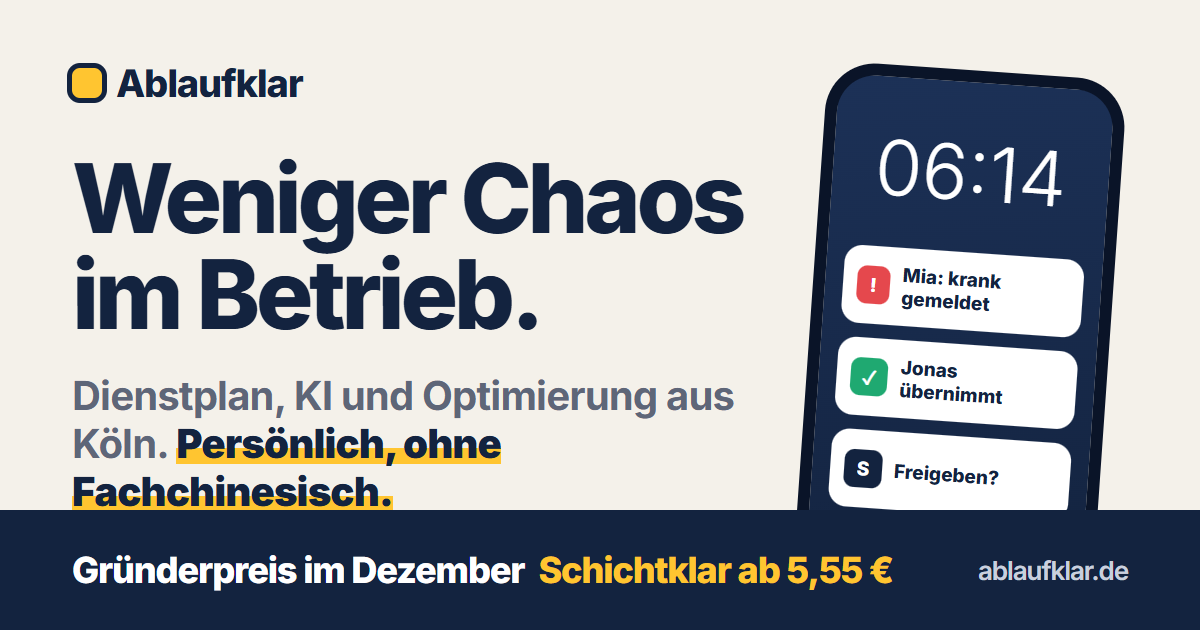 Ablaufklar
Weniger Chaos
im Betrieb.
Dienstplan, KI und Optimierung aus
Köln. Persönlich, ohne
Fachchinesisch.
06:14
!
Mia: krank
gemeldet
✓
Jonas
übernimmt
S
Freigeben?
Gründerpreis im Dezember Schichtklar ab 5,55 €
ablaufklar.de